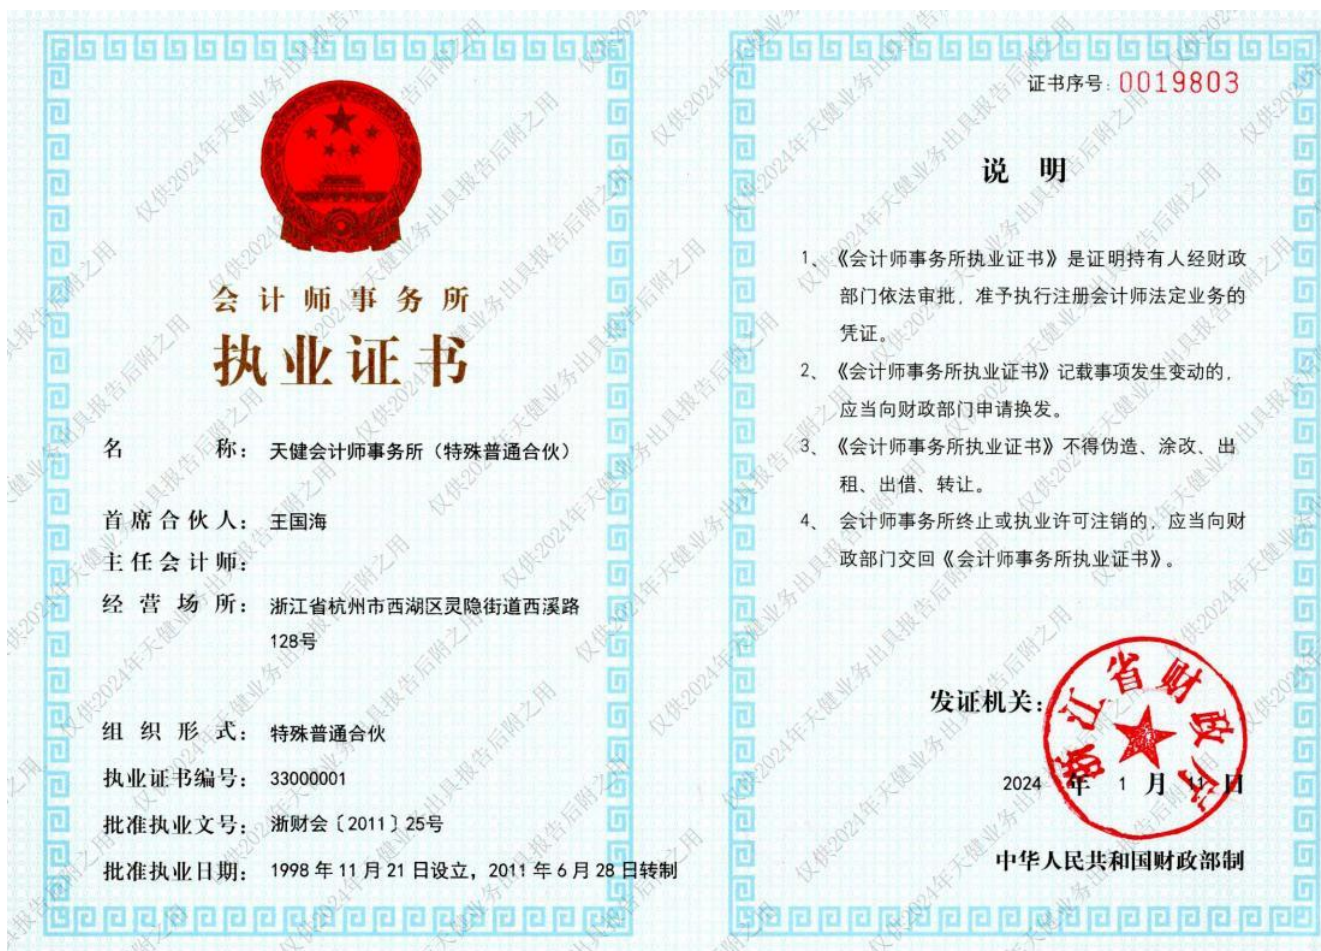 会计师事务所
执业证书
名 称： 天健会计师事务所（特殊普通合伙）
首席合伙人： 王国海
主任会计师：
经营场所： 浙江省杭州市西湖区灵隐街道西溪路
128号
组织形式： 特殊普通合伙
执业证书编号： 33000001
批准执业文号： 浙财会〔2011〕25号
批准执业日期： 1998年11月21日设立，2011年6月28日转制
证书序号：0019803
说 明
1、《会计师事务所执业证书》是证明持有人经财政
部门依法审批，准予执行注册会计师法定业务的
凭证。
2、《会计师事务所执业证书》记载事项发生变动的，
应当向财政部门申请换发。
3、《会计师事务所执业证书》不得伪造、涂改、出
租、出借、转让。
4、会计师事务所终止或执业许可注销的，应当向财
政部门交回《会计师事务所执业证书》。
发证机关：
浙江省财政厅
2024年1月11日
中华人民共和国财政部制
仅供2024年天健业务出具报告后附之用